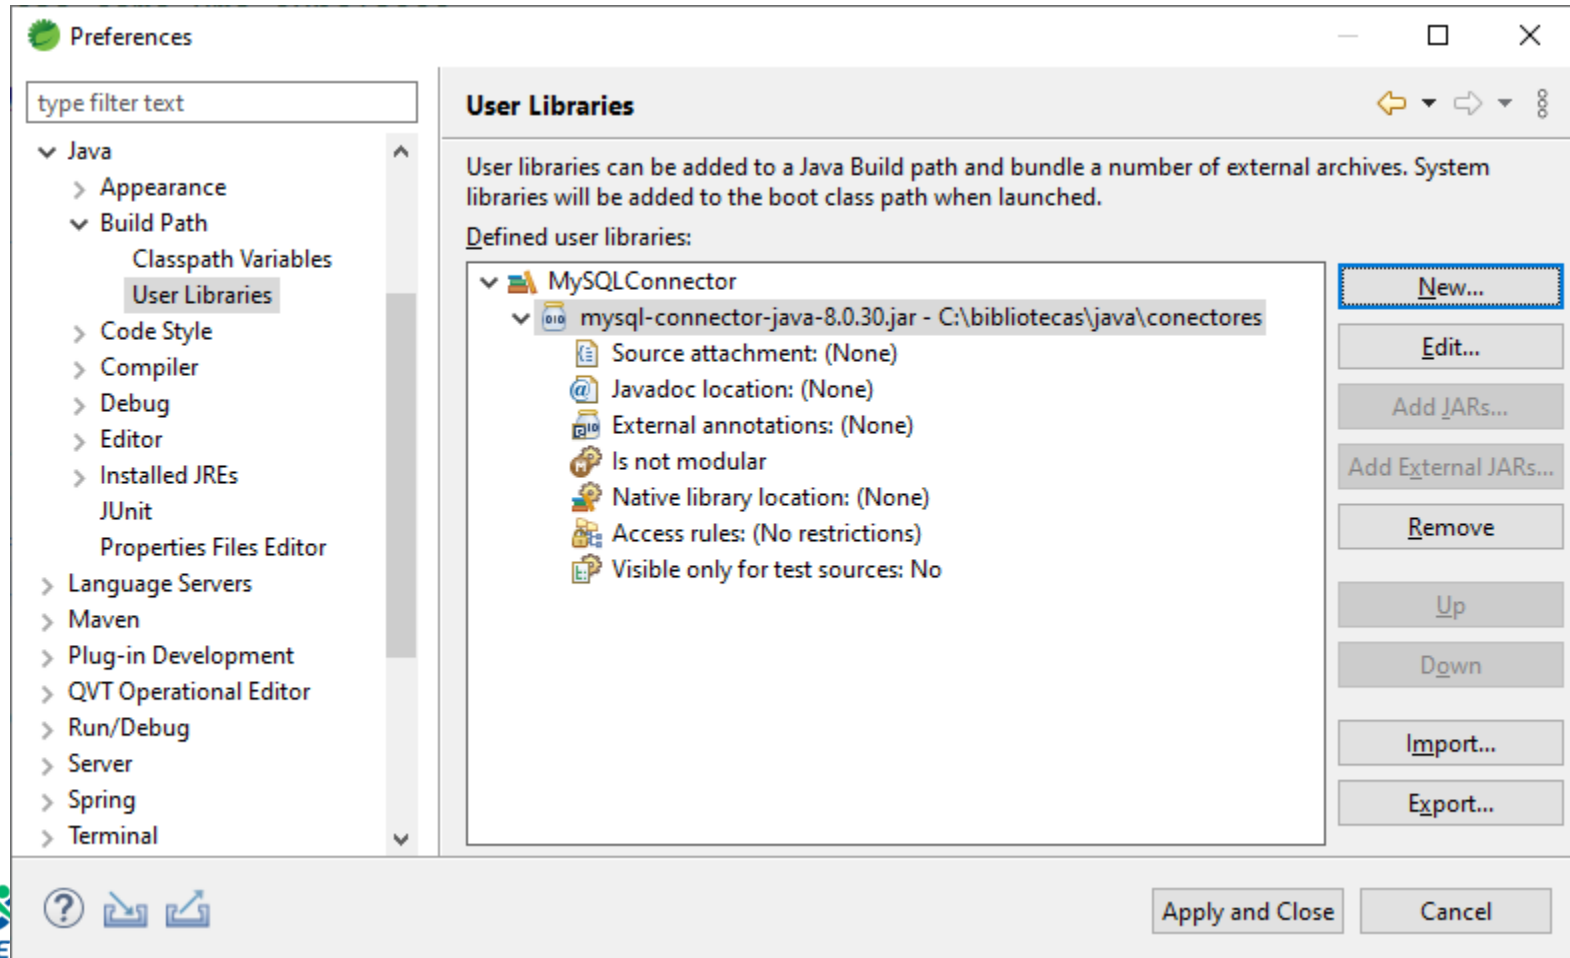 Preferences
type filter text
Java
Appearance
Build Path
Classpath Variables
User Libraries
Code Style
Compiler
Debug
Editor
Installed JREs
JUnit
Properties Files Editor
Language Servers
Maven
Plug-in Development
QVT Operational Editor
Run/Debug
Server
Spring
Terminal
User Libraries
User libraries can be added to a Java Build path and bundle a number of external archives. System
libraries will be added to the boot class path when launched.
Defined user libraries:
MySQLConnector
mysql-connector-java-8.0.30.jar - C:\bibliotecas\java\conectores
Source attachment: (None)
Javadoc location: (None)
External annotations: (None)
Is not modular
Native library location: (None)
Access rules: (No restrictions)
Visible only for test sources: No
New...
Edit...
Add JARs...
Add External JARs...
Remove
Up
Down
Import...
Export...
Apply and Close
Cancel